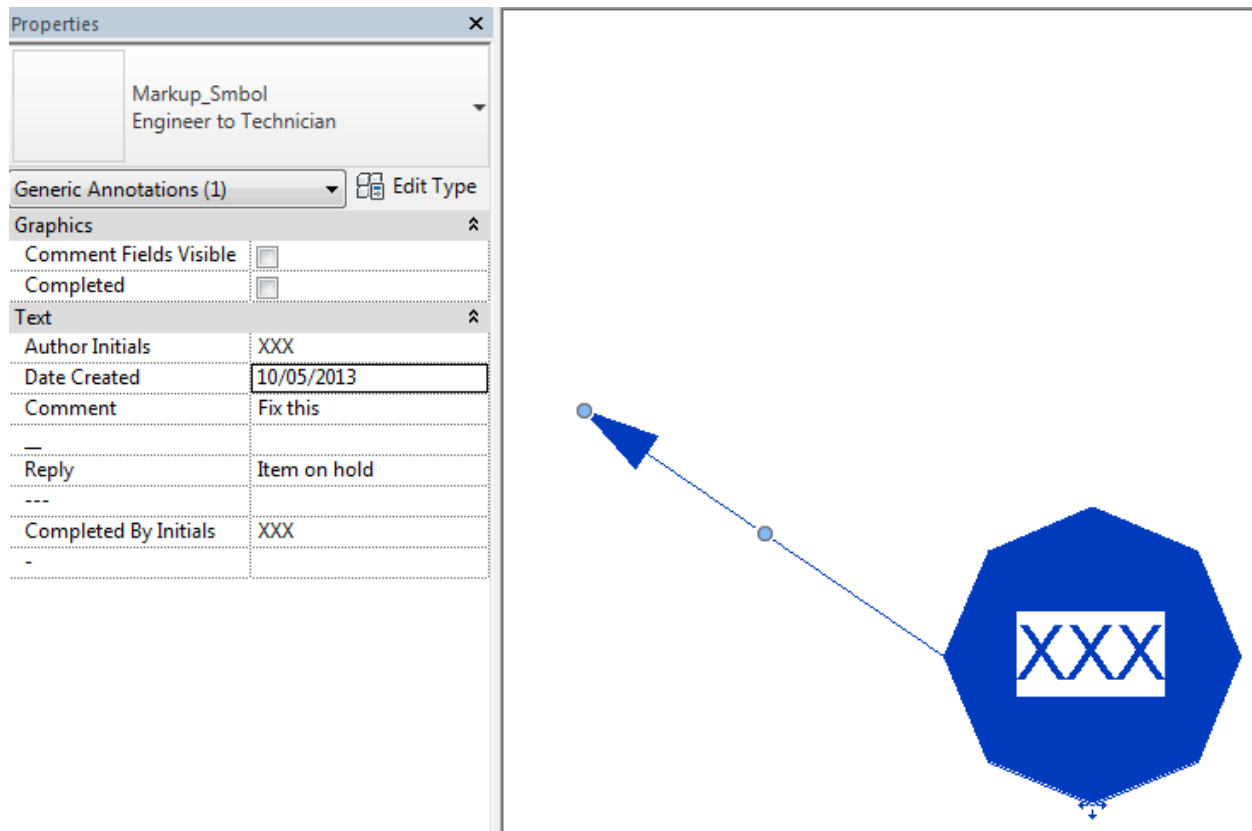 Properties
Markup_Smbol
Engineer to Technician
Generic Annotations (1)
Edit Type
Graphics
Comment Fields Visible
Completed
Text
Author Initials XXX
Date Created 10/05/2013
Comment Fix this
__
Reply Item on hold
---
Completed By Initials XXX
-
XXX